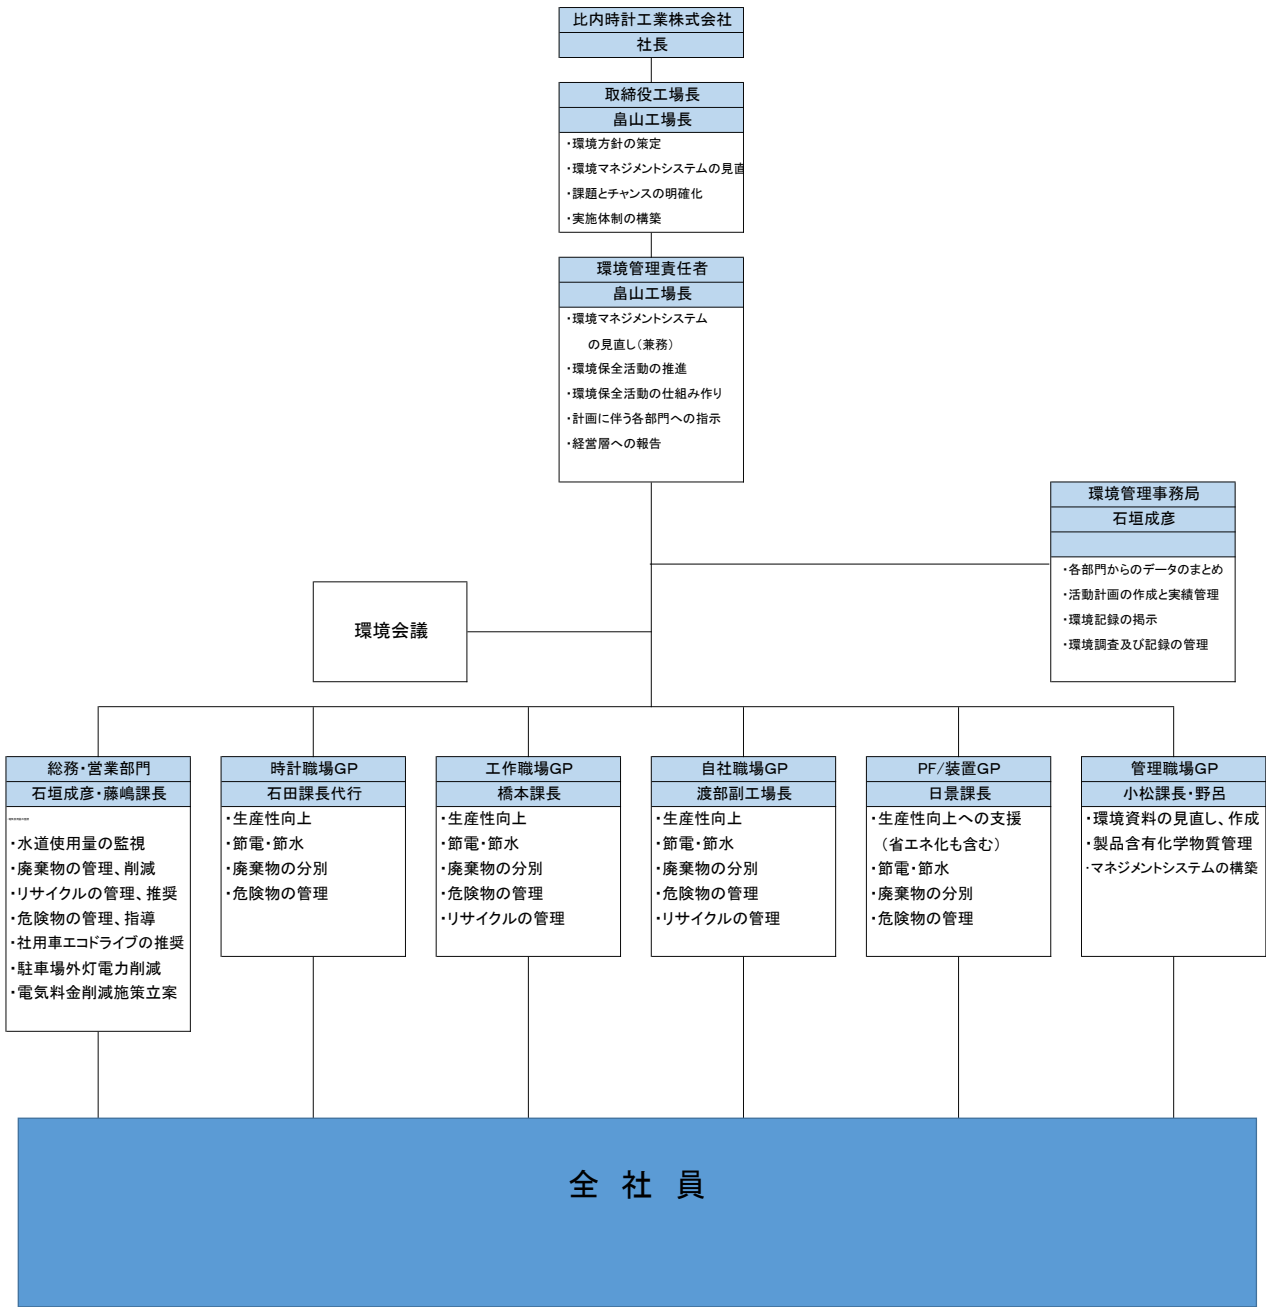 比内時計工業株式会社
社長
取締役工場長
畠山工場長
・環境方針の策定
・環境マネジメントシステムの見直
・課題とチャンスの明確化
・実施体制の構築
環境管理責任者
畠山工場長
・環境マネジメントシステム
の見直し(兼務)
・環境保全活動の推進
・環境保全活動の仕組み作り
・計画に伴う各部門への指示
・経営層への報告
環境管理事務局
石垣成彦
・各部門からのデータのまとめ
・活動計画の作成と実績管理
・環境記録の掲示
・環境調査及び記録の管理
環境会議
総務・営業部門
石垣成彦・藤嶋課長
・水道使用量の監視
・廃棄物の管理、削減
・リサイクルの管理、推奨
・危険物の管理、指導
・社用車エコドライブの推奨
・駐車場外灯電力削減
・電気料金削減施策立案
時計職場GP
石田課長代行
・生産性向上
・節電・節水
・廃棄物の分別
・危険物の管理
工作職場GP
橋本課長
・生産性向上
・節電・節水
・廃棄物の分別
・危険物の管理
・リサイクルの管理
自社職場GP
渡部副工場長
・生産性向上
・節電・節水
・廃棄物の分別
・危険物の管理
・リサイクルの管理
PF/装置GP
日景課長
・生産性向上への支援
(省エネ化も含む)
・節電・節水
・廃棄物の分別
・危険物の管理
管理職場GP
小松課長・野呂
・環境資料の見直し、作成
・製品含有化学物質管理
・マネジメントシステムの構築
全 社 員